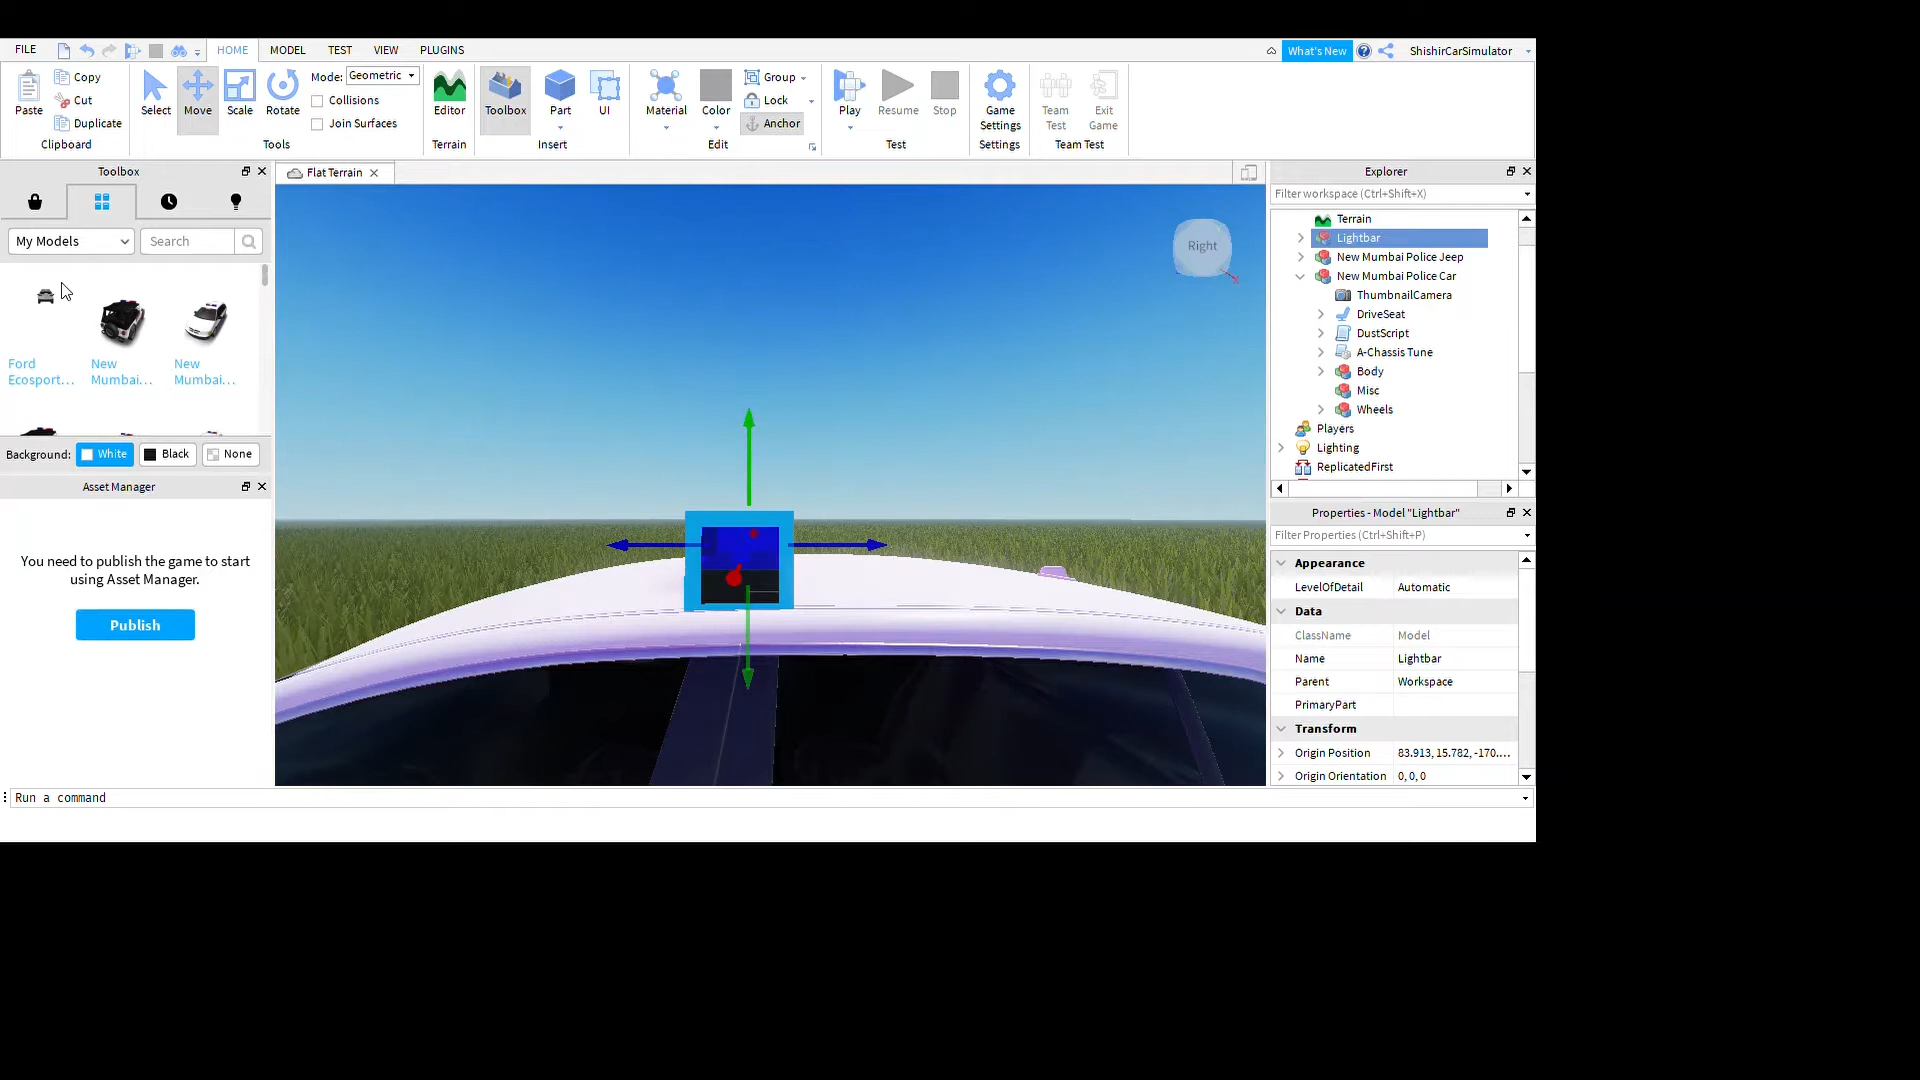 FILE
HOME
MODEL
TEST
VIEW
PLUGINS
What's New
ShishirCarSimulator
Paste
Copy
Cut
Duplicate
Clipboard
Select
Move
Scale
Rotate
Mode: Geometric
Collisions
Join Surfaces
Tools
Editor
Terrain
Toolbox
Part
UI
Insert
Material
Color
Group
Lock
Anchor
Edit
Play
Resume
Stop
Test
Game
Settings
Settings
Team
Test
Exit
Game
Team Test
Toolbox
My Models
Search
Ford
Ecosport...
New
Mumbai...
New
Mumbai...
Background: White Black None
Asset Manager
You need to publish the game to start
using Asset Manager.
Publish
Flat Terrain
Right
Explorer
Filter workspace (Ctrl+Shift+X)
Terrain
Lightbar
New Mumbai Police Jeep
New Mumbai Police Car
ThumbnailCamera
DriveSeat
DustScript
A-Chassis Tune
Body
Misc
Wheels
Players
Lighting
ReplicatedFirst
Properties - Model "Lightbar"
Filter Properties (Ctrl+Shift+P)
Appearance
LevelOfDetail Automatic
Data
ClassName Model
Name Lightbar
Parent Workspace
PrimaryPart
Transform
Origin Position 83.913, 15.782, -170....
Origin Orientation 0, 0, 0
Run a command